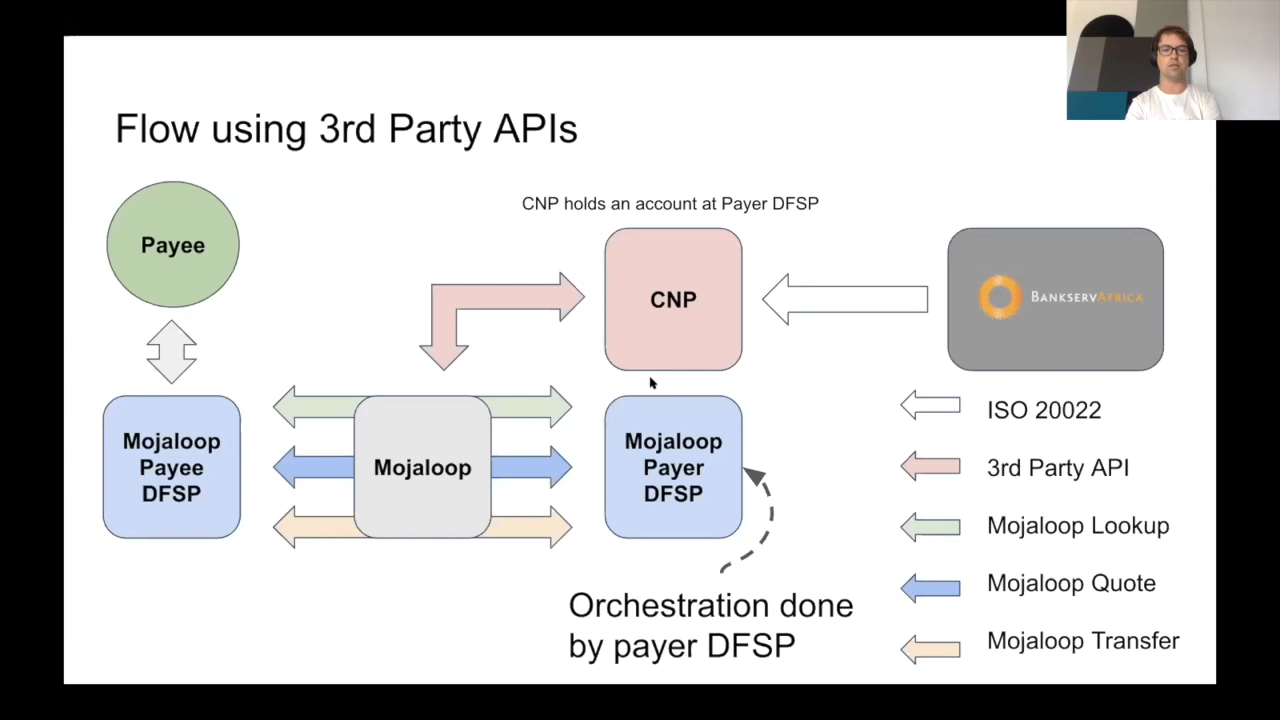 Flow using 3rd Party APIs
CNP holds an account at Payer DFSP
Payee
CNP
BANKSERVAFRICA
Mojaloop
Payee
DFSP
Mojaloop
Mojaloop
Payer
DFSP
ISO 20022
3rd Party API
Mojaloop Lookup
Mojaloop Quote
Mojaloop Transfer
Orchestration done
by payer DFSP